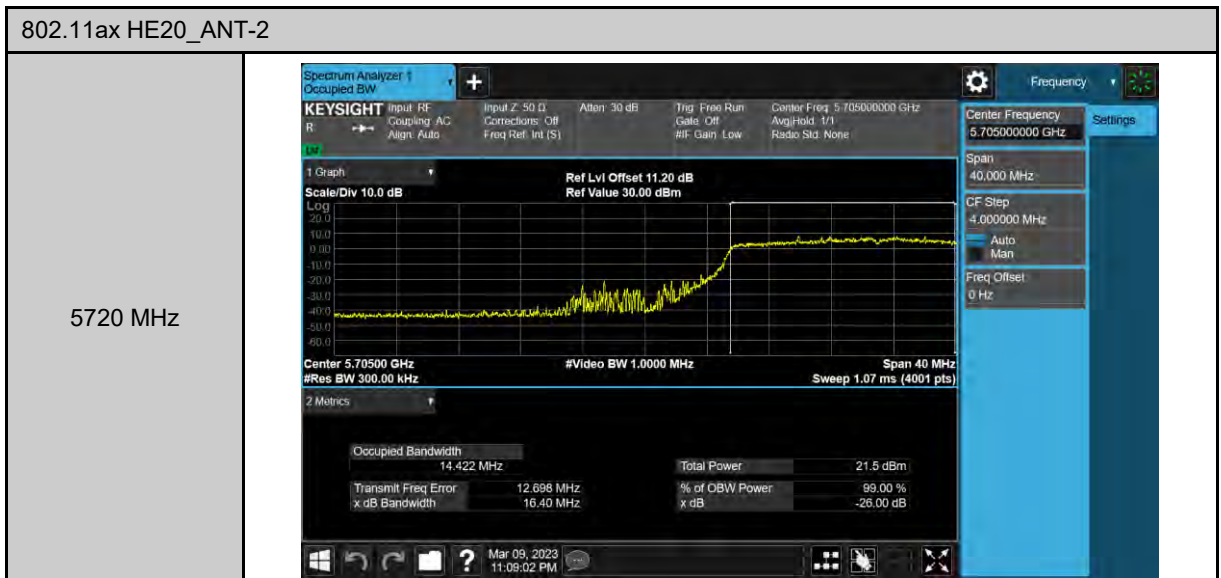 802.11ax HE20_ANT-2
5720 MHz
Spectrum Analyzer 1
Occupied BW
+
Frequency
KEYSIGHT
R
Input: RF
Coupling: AC
Align: Auto
Input Z: 50 Ω
Corrections: Off
Freq Ref: Int (S)
Atten: 30 dB
Trig: Free Run
Gate: Off
#IF Gain: Low
Center Freq: 5.705000000 GHz
Avg|Hold: 1/1
Radio Std: None
Center Frequency
5.705000000 GHz
Settings
Span
40.000 MHz
CF Step
4.000000 MHz
Auto
Man
Freq Offset
0 Hz
1 Graph
Scale/Div 10.0 dB
Ref Lvl Offset 11.20 dB
Ref Value 30.00 dBm
Log
20.0
10.0
0.00
-10.0
-20.0
-30.0
-40.0
-50.0
-60.0
Center 5.70500 GHz
#Video BW 1.0000 MHz
Span 40 MHz
#Res BW 300.00 kHz
Sweep 1.07 ms (4001 pts)
2 Metrics
Occupied Bandwidth
14.422 MHz
Total Power 21.5 dBm
Transmit Freq Error 12.698 MHz
% of OBW Power 99.00 %
x dB Bandwidth 16.40 MHz
x dB -26.00 dB
?
Mar 09, 2023
11:09:02 PM